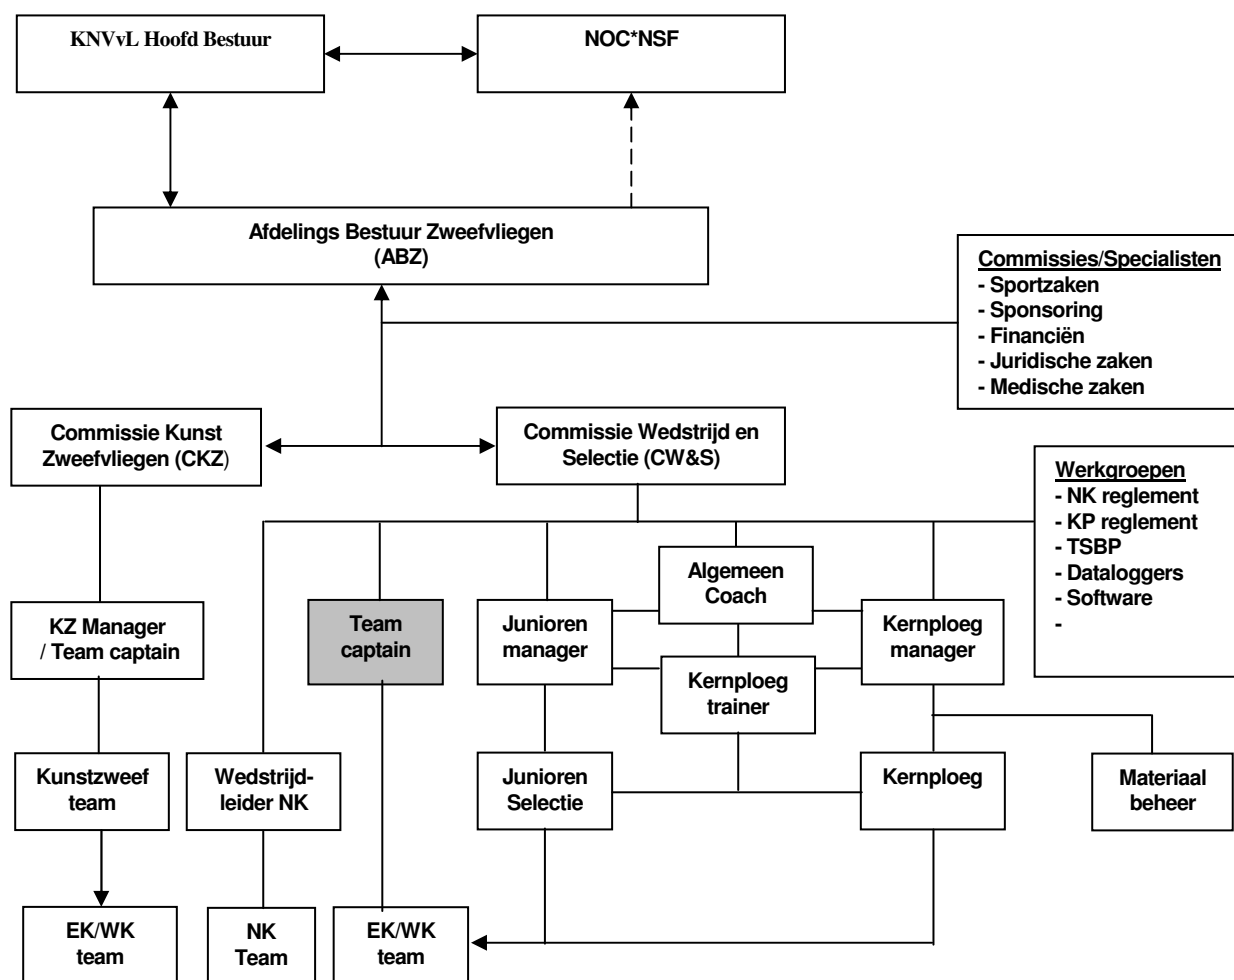 KNVvL Hoofd Bestuur
NOC*NSF
Afdelings Bestuur Zweefvliegen
(ABZ)
Commissies/Specialisten
- Sportzaken
- Sponsoring
- Financiën
- Juridische zaken
- Medische zaken
Commissie Kunst
Zweefvliegen (CKZ)
Commissie Wedstrijd en
Selectie (CW&S)
Werkgroepen
- NK reglement
- KP reglement
- TSBP
- Dataloggers
- Software
-
Algemeen
Coach
KZ Manager
/ Team captain
Team
captain
Junioren
manager
Kernploeg
manager
Kernploeg
trainer
Kunstzweef
team
Wedstrijd-
leider NK
Junioren
Selectie
Kernploeg
Materiaal
beheer
EK/WK
team
NK
Team
EK/WK
team